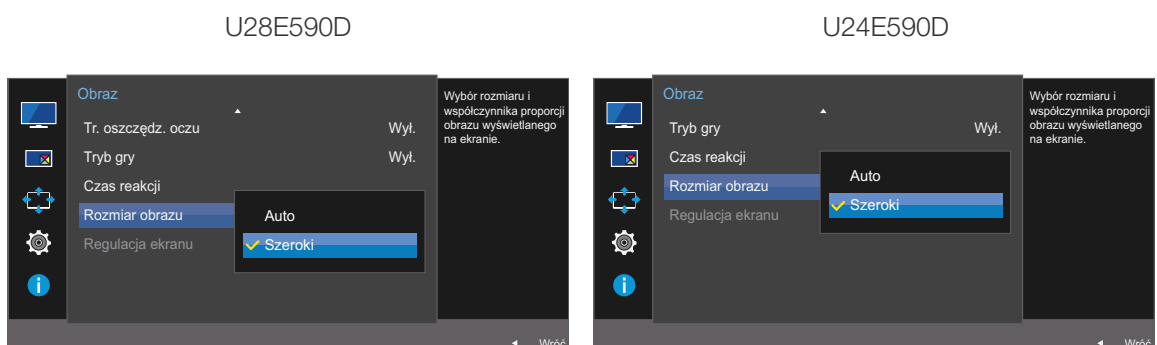 U28E590D
Obraz
Tr. oszczędz. oczu Wył.
Tryb gry Wył.
Czas reakcji
Rozmiar obrazu
Regulacja ekranu
Auto
Szeroki
Wybór rozmiaru i
współczynnika proporcji
obrazu wyświetlanego
na ekranie.
Wróć
U24E590D
Obraz
Tryb gry Wył.
Czas reakcji
Rozmiar obrazu
Regulacja ekranu
Auto
Szeroki
Wybór rozmiaru i
współczynnika proporcji
obrazu wyświetlanego
na ekranie.
Wróć